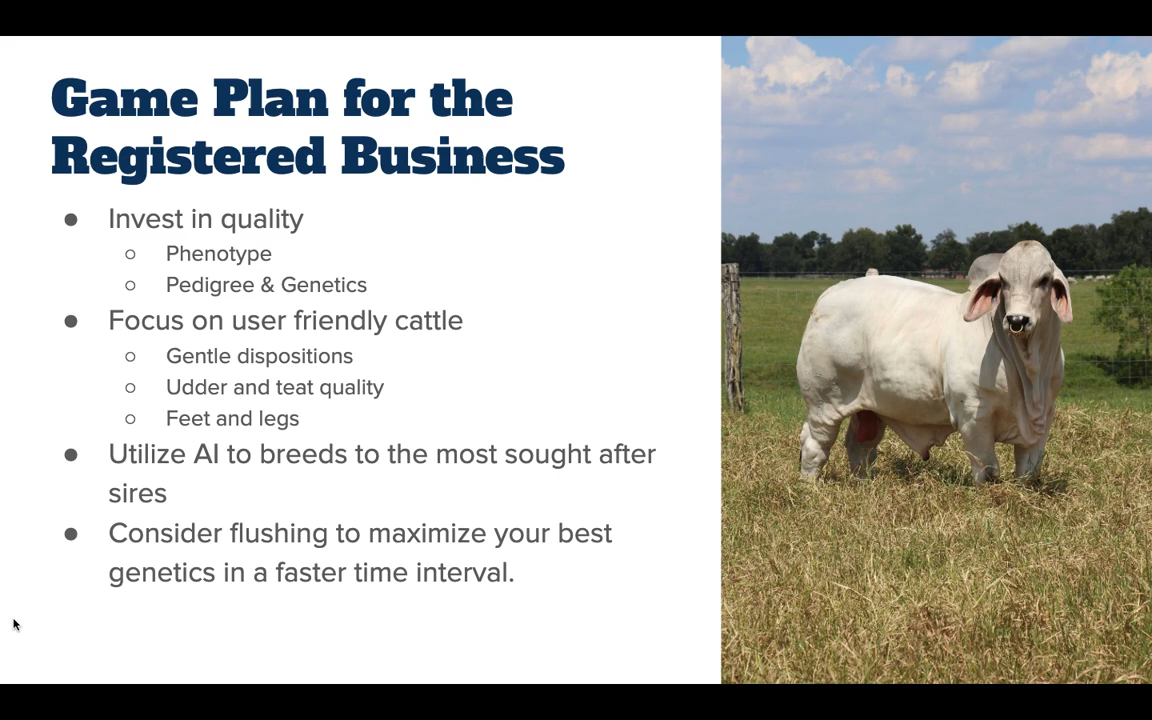 Game Plan for the
Registered Business
● Invest in quality
○ Phenotype
○ Pedigree & Genetics
● Focus on user friendly cattle
○ Gentle dispositions
○ Udder and teat quality
○ Feet and legs
● Utilize AI to breeds to the most sought after
sires
● Consider flushing to maximize your best
genetics in a faster time interval.